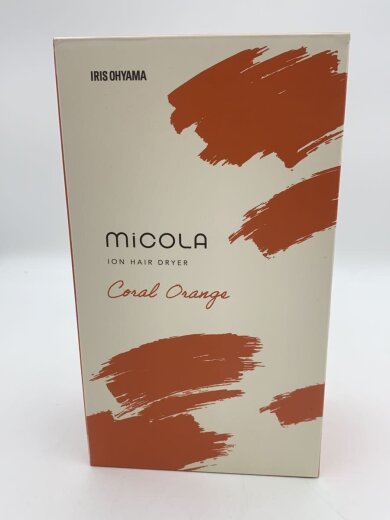 IRIS OHYAMA
MiCOLA
ION HAIR DRYER
Coral Orange